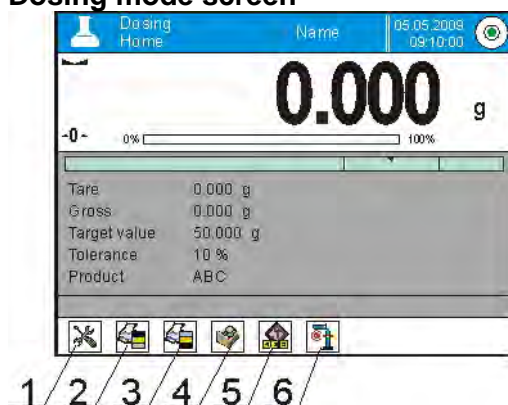 Dosing mode screen
Dosing
Home
Name
05.05.2009
09:10:00
0.000 g
-0-
0%
100%
Tare 0.000 g
Gross 0.000 g
Target value 50.000 g
Tolerance 10 %
Product ABC
1 2 3 4 5 6